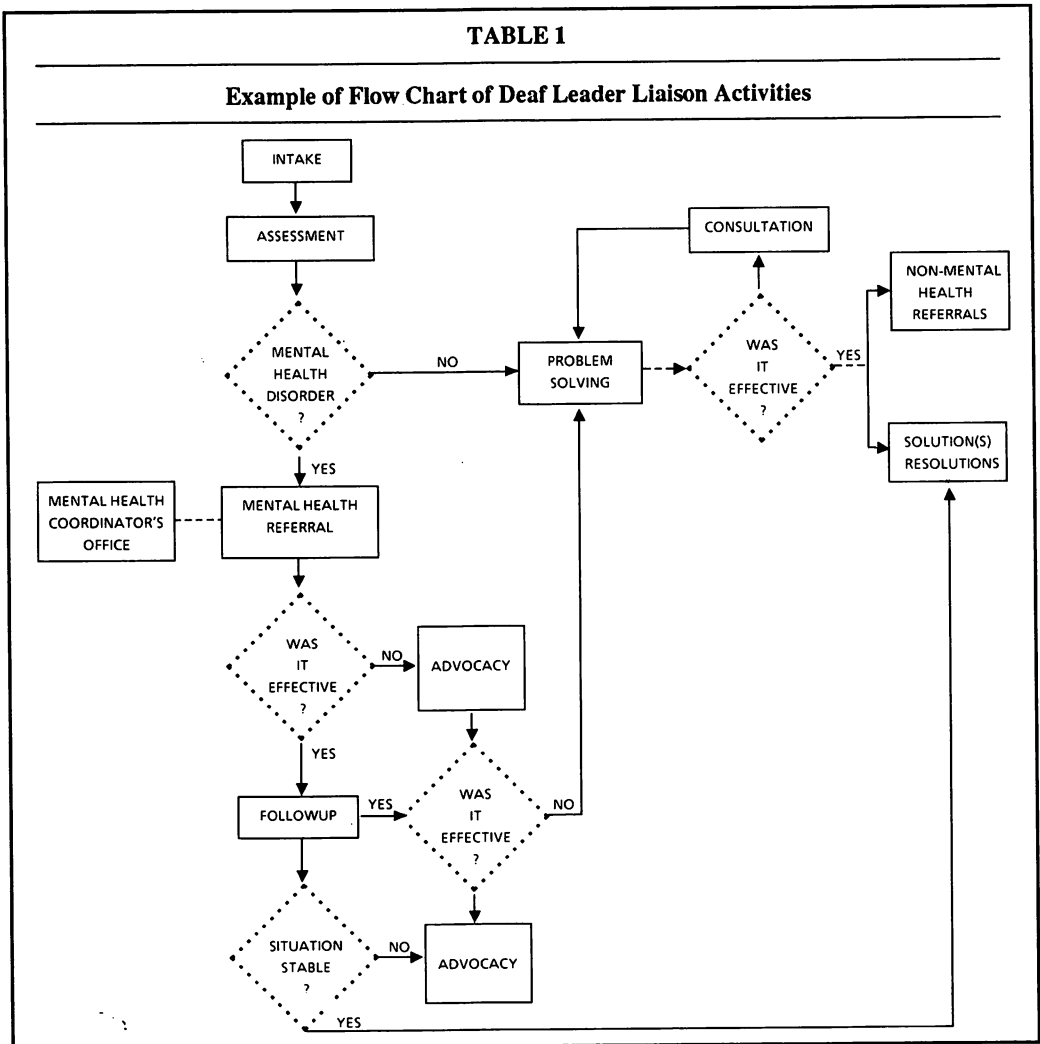 TABLE 1
Example of Flow Chart of Deaf Leader Liaison Activities
INTAKE
ASSESSMENT
CONSULTATION
NON-MENTAL
HEALTH
REFERRALS
MENTAL
HEALTH
DISORDER
?
NO
PROBLEM
SOLVING
WAS
IT
EFFECTIVE
?
YES
SOLUTION(S)
RESOLUTIONS
YES
MENTAL HEALTH
COORDINATOR'S
OFFICE
MENTAL HEALTH
REFERRAL
WAS
IT
EFFECTIVE
?
NO
ADVOCACY
YES
FOLLOWUP
YES
WAS
IT
EFFECTIVE
?
NO
SITUATION
STABLE
?
NO
ADVOCACY
YES